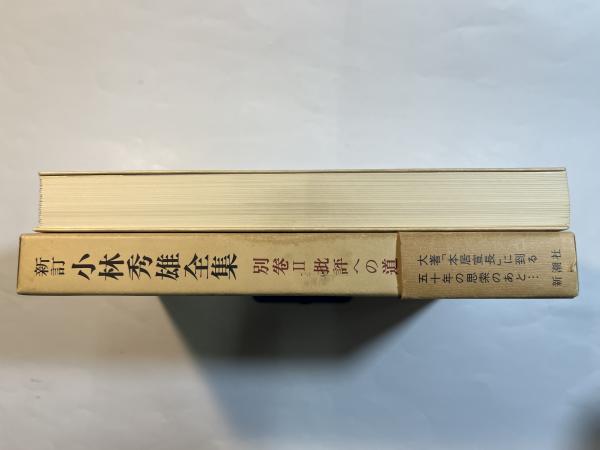 新訂
小林秀雄全集
別巻Ⅱ 批評への道
大著「本居宣長」に到る
五十年の思索のあと…
新潮社